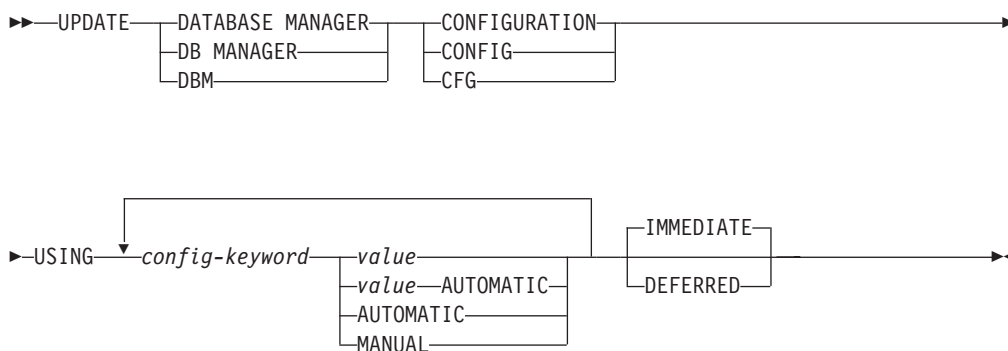 UPDATE DATABASE MANAGER CONFIGURATION
DB MANAGER CONFIG
DBM CFG
USING config-keyword value IMMEDIATE
value AUTOMATIC DEFERRED
AUTOMATIC
MANUAL